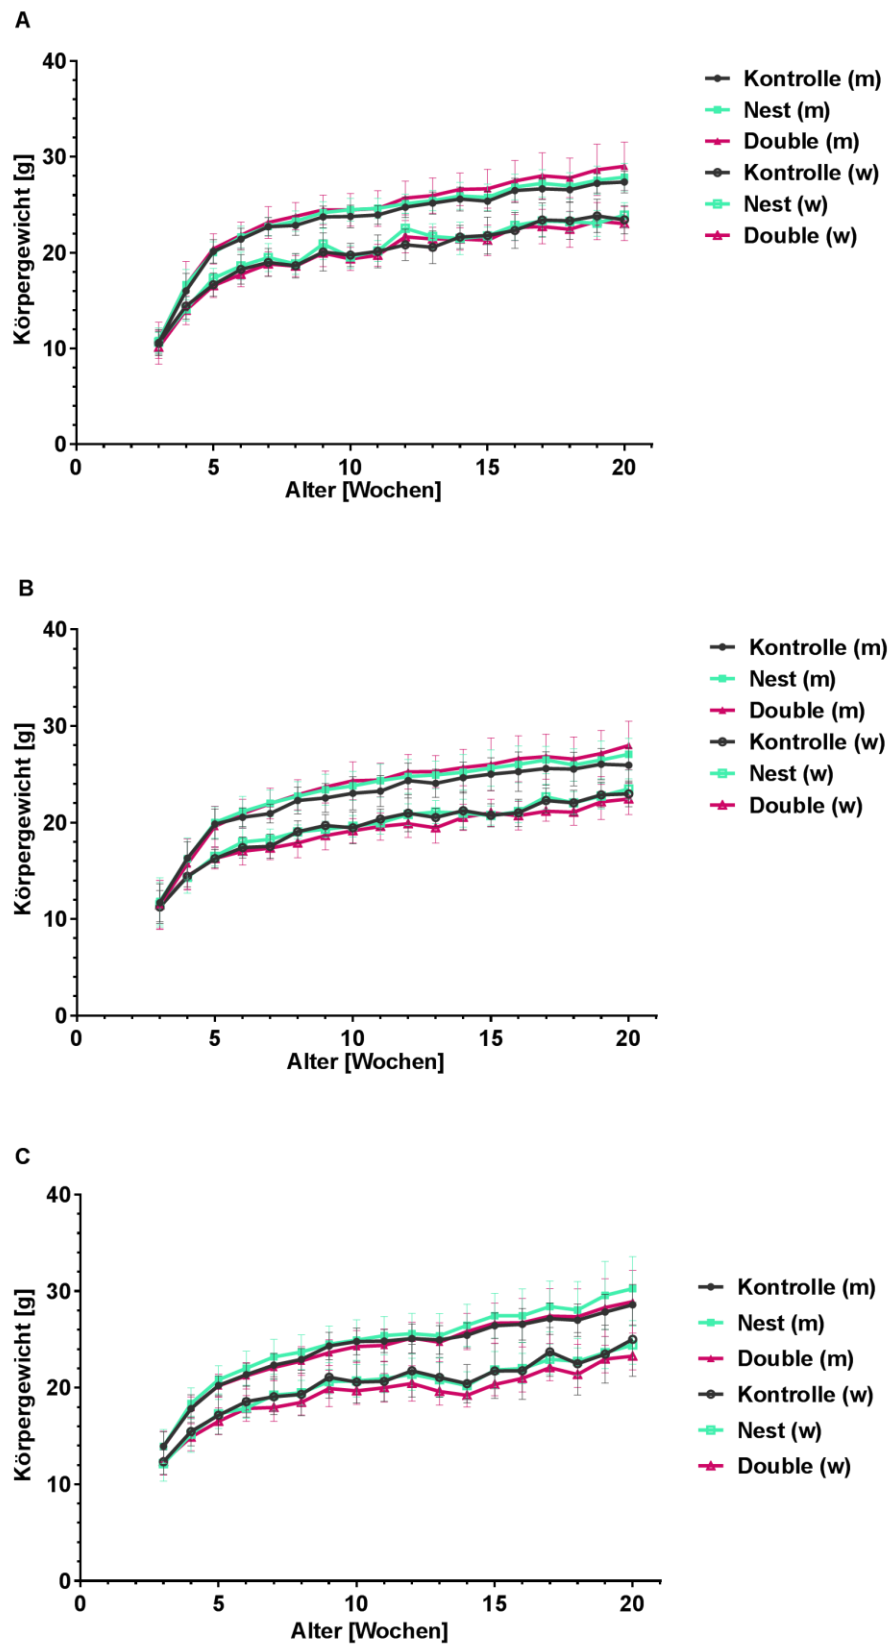 A
40
30
20
10
0
Körpergewicht [g]
0 5 10 15 20
Alter [Wochen]
Kontrolle (m)
Nest (m)
Double (m)
Kontrolle (w)
Nest (w)
Double (w)
B
40
30
20
10
0
Körpergewicht [g]
0 5 10 15 20
Alter [Wochen]
Kontrolle (m)
Nest (m)
Double (m)
Kontrolle (w)
Nest (w)
Double (w)
C
40
30
20
10
0
Körpergewicht [g]
0 5 10 15 20
Alter [Wochen]
Kontrolle (m)
Nest (m)
Double (m)
Kontrolle (w)
Nest (w)
Double (w)